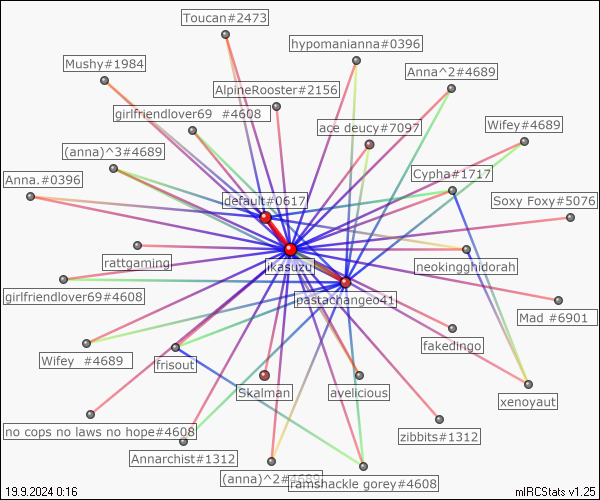 Toucan#2473
hypomanianna#0396
Mushy#1984
Anna^2#4689
AlpineRooster#2156
girlfriendlover69  #4608
ace deucy#7097
Wifey#4689
(anna)^3#4689
Cypha#1717
Anna.#0396
default#0617
Soxy Foxy#5076
rattgaming
ikasuzu
neokingghidorah
girlfriendlover69#4608
pastachangeo41
Mad #6901
fakedingo
Wifey  #4689
frisout
Skalman
avelicious
xenoyaut
no cops no laws no hope#4608
zibbits#1312
Annarchist#1312
(anna)^2#4689
ramshackle gorey#4608
19.9.2024 0:16
mIRCStats v1.25